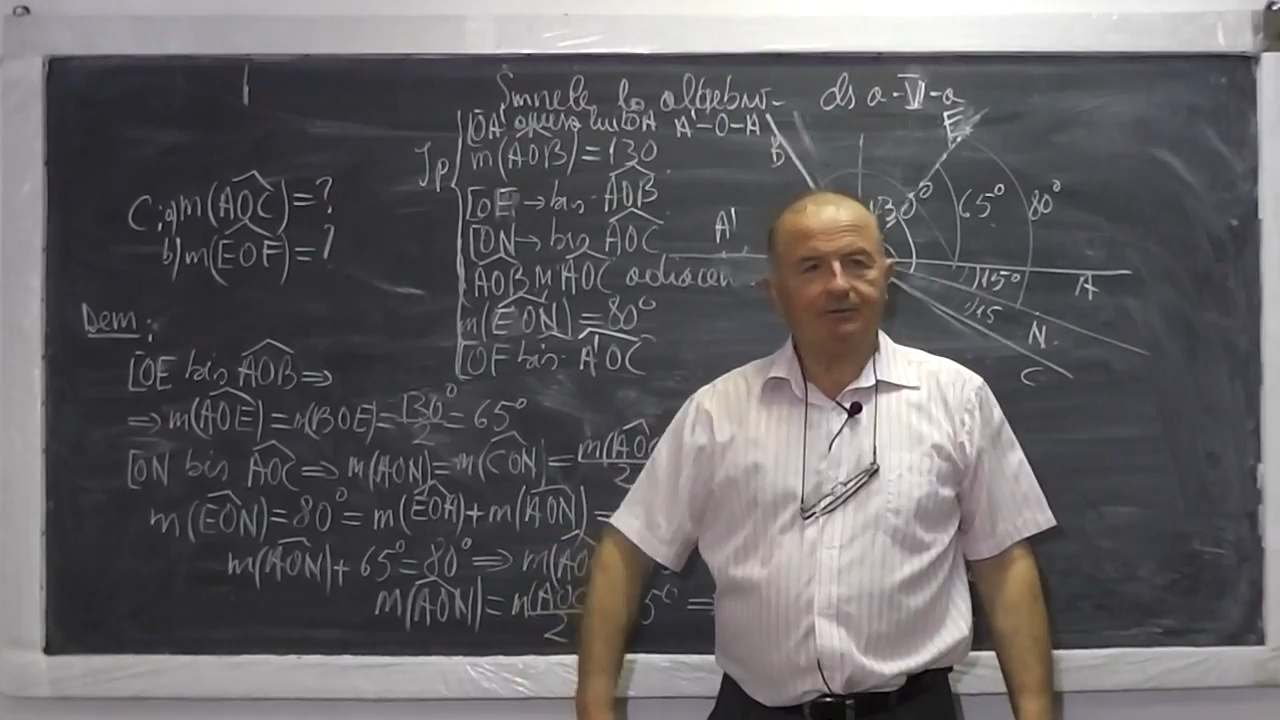 la algebră - cls a-VI-a
[OA' opusa lui OA A'-O-A
Ip m(AOB)=130
[OE → bis AOB
[ON → bis AOC
AOB AOC adiacen
m(EON)=80°
[OF bis. A'OC
C: a) m(AOC)=?
b) m(EOF)=?
Dem:
[OE bis AOB ⇒
⇒ m(AOE)=m(BOE)=130°/2=65°
[ON bis AOC ⇒ m(AON)=m(CON)=m(AOC/2
m(EON)=80°=m(EOA)+m(AON)=
m(AON)+65°=80° ⇒ m(AO
m(AON)=m(AOC/2 5° ⇒
E
B
130°
65°
80°
A'
15°
A
15
N
C